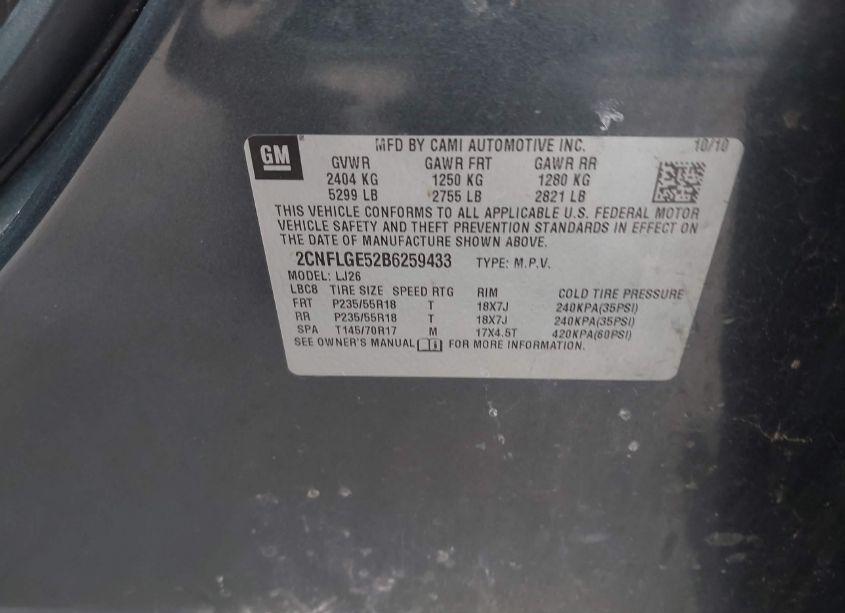 GM
MFD BY CAMI AUTOMOTIVE INC. 10/10
GVWR GAWR FRT GAWR RR
2404 KG 1250 KG 1280 KG
5299 LB 2755 LB 2821 LB
THIS VEHICLE CONFORMS TO ALL APPLICABLE U.S. FEDERAL MOTOR
VEHICLE SAFETY AND THEFT PREVENTION STANDARDS IN EFFECT ON
THE DATE OF MANUFACTURE SHOWN ABOVE.
2CNFLGE52B6259433 TYPE: M.P.V.
MODEL: LJ26
LBC8 TIRE SIZE SPEED RTG RIM COLD TIRE PRESSURE
FRT P235/55R18 T 18X7J 240KPA(35PSI)
RR P235/55R18 T 18X7J 240KPA(35PSI)
SPA T145/70R17 M 17X4.5T 420KPA(60PSI)
SEE OWNER'S MANUAL FOR MORE INFORMATION.